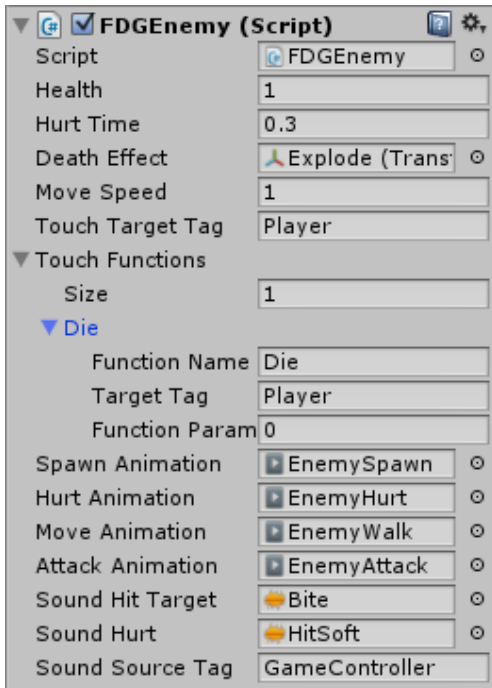 FDGEnemy (Script)
Script FDGEnemy
Health 1
Hurt Time 0.3
Death Effect Explode (Trans
Move Speed 1
Touch Target Tag Player
Touch Functions
Size 1
Die
Function Name Die
Target Tag Player
Function Param 0
Spawn Animation EnemySpawn
Hurt Animation EnemyHurt
Move Animation EnemyWalk
Attack Animation EnemyAttack
Sound Hit Target Bite
Sound Hurt HitSoft
Sound Source Tag GameController